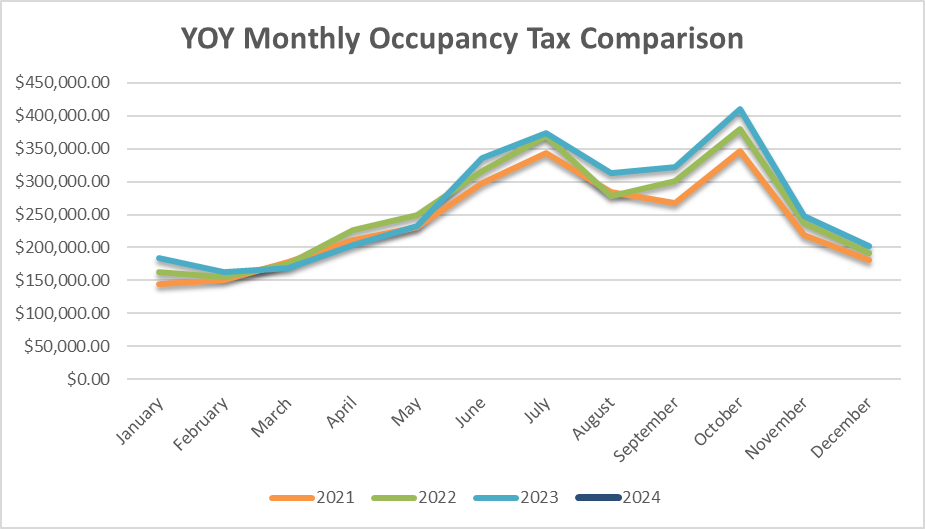 YOY Monthly Occupancy Tax Comparison
$450,000.00
$400,000.00
$350,000.00
$300,000.00
$250,000.00
$200,000.00
$150,000.00
$100,000.00
$50,000.00
$0.00
January
February
March
April
May
June
July
August
September
October
November
December
2021 2022 2023 2024